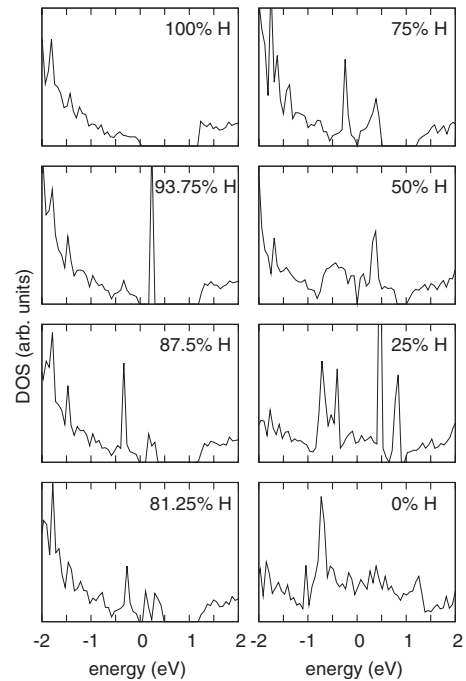 100% H
75% H
93.75% H
50% H
87.5% H
25% H
81.25% H
0% H
DOS (arb. units)
-2 -1 0 1 2 -2 -1 0 1 2
energy (eV) energy (eV)